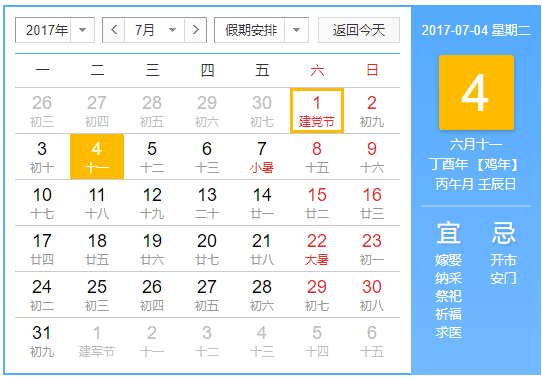 2017年 7月 假期安排 返回今天
一 二 三 四 五 六 日
26 27 28 29 30 1 2
初三 初四 初五 初六 初七 建党节 初九
3 4 5 6 7 8 9
初十 十一 十二 十三 小暑 十五 十六
10 11 12 13 14 15 16
十七 十八 十九 二十 廿一 廿二 廿三
17 18 19 20 21 22 23
廿四 廿五 廿六 廿七 廿八 大暑 初一
24 25 26 27 28 29 30
初二 初三 初四 初五 初六 初七 初八
31 1 2 3 4 5 6
初九 建军节 十一 十二 十三 十四 十五
2017-07-04 星期二
4
六月十一
丁酉年 【鸡年】
丙午月 壬辰日
宜 忌
嫁娶 开市
纳采 安门
祭祀
祈福
求医